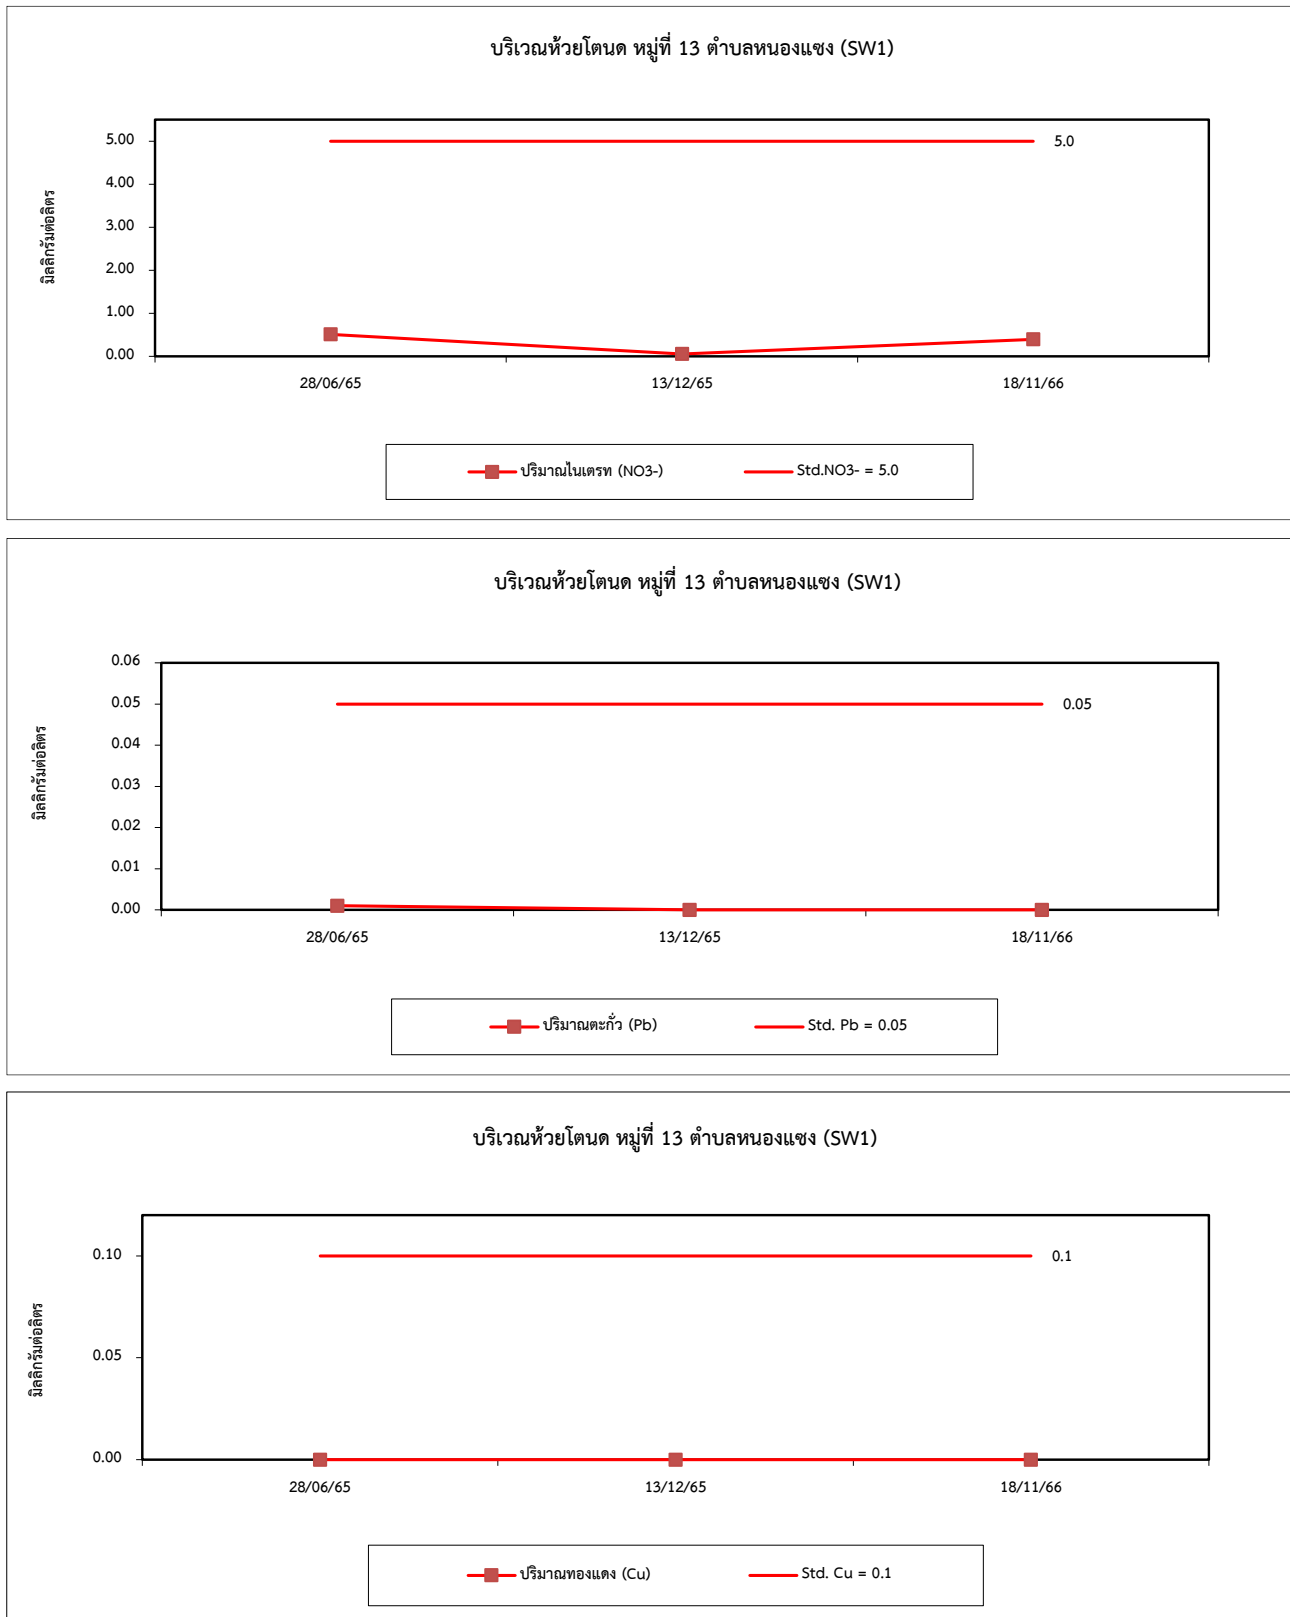 บริเวณห้วยโตนด หมู่ที่ 13 ตำบลหนองแซง (SW1)
มิลลิกรัมต่อลิตร
5.00
4.00
3.00
2.00
1.00
0.00
5.0
28/06/65 13/12/65 18/11/66
ปริมาณไนเตรท (NO3-) Std.NO3- = 5.0
บริเวณห้วยโตนด หมู่ที่ 13 ตำบลหนองแซง (SW1)
มิลลิกรัมต่อลิตร
0.06
0.05
0.04
0.03
0.02
0.01
0.00
0.05
28/06/65 13/12/65 18/11/66
ปริมาณตะกั่ว (Pb) Std. Pb = 0.05
บริเวณห้วยโตนด หมู่ที่ 13 ตำบลหนองแซง (SW1)
มิลลิกรัมต่อลิตร
0.10
0.05
0.00
0.1
28/06/65 13/12/65 18/11/66
ปริมาณทองแดง (Cu) Std. Cu = 0.1